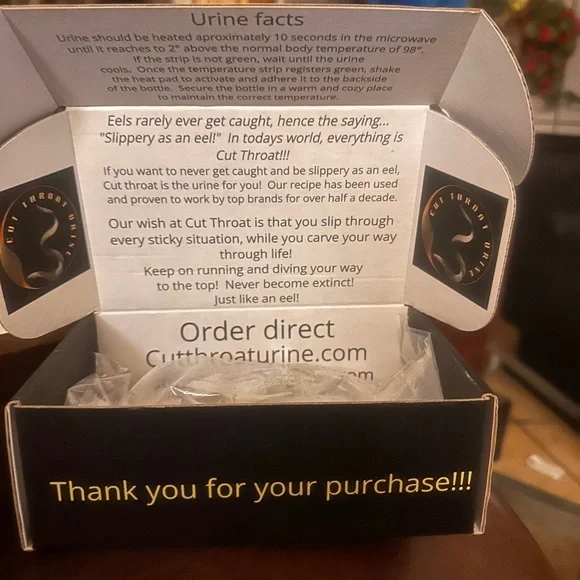 Urine facts
Urine should be heated aproximately 10 seconds in the microwave
until it reaches to 2° above the normal body temperature of 98°.
If the strip is not green, wait until the urine
cools. Once the temperature strip registers green, shake
the heat pad to activate and adhere it to the backside
of the bottle. Secure the bottle in a warm and cozy place
to maintain the correct temperature.
Eels rarely ever get caught, hence the saying...
"Slippery as an eel!" In todays world, everything is
Cut Throat!!!
If you want to never get caught and be slippery as an eel,
Cut throat is the urine for you! Our recipe has been used
and proven to work by top brands for over half a decade.
Our wish at Cut Throat is that you slip through
every sticky situation, while you carve your way
through life!
Keep on running and diving your way
to the top! Never become extinct!
Just like an eel!
CUT THROAT URINE
CUT THROAT URINE
Order direct
Cutthroaturine.com
om
Thank you for your purchase!!!